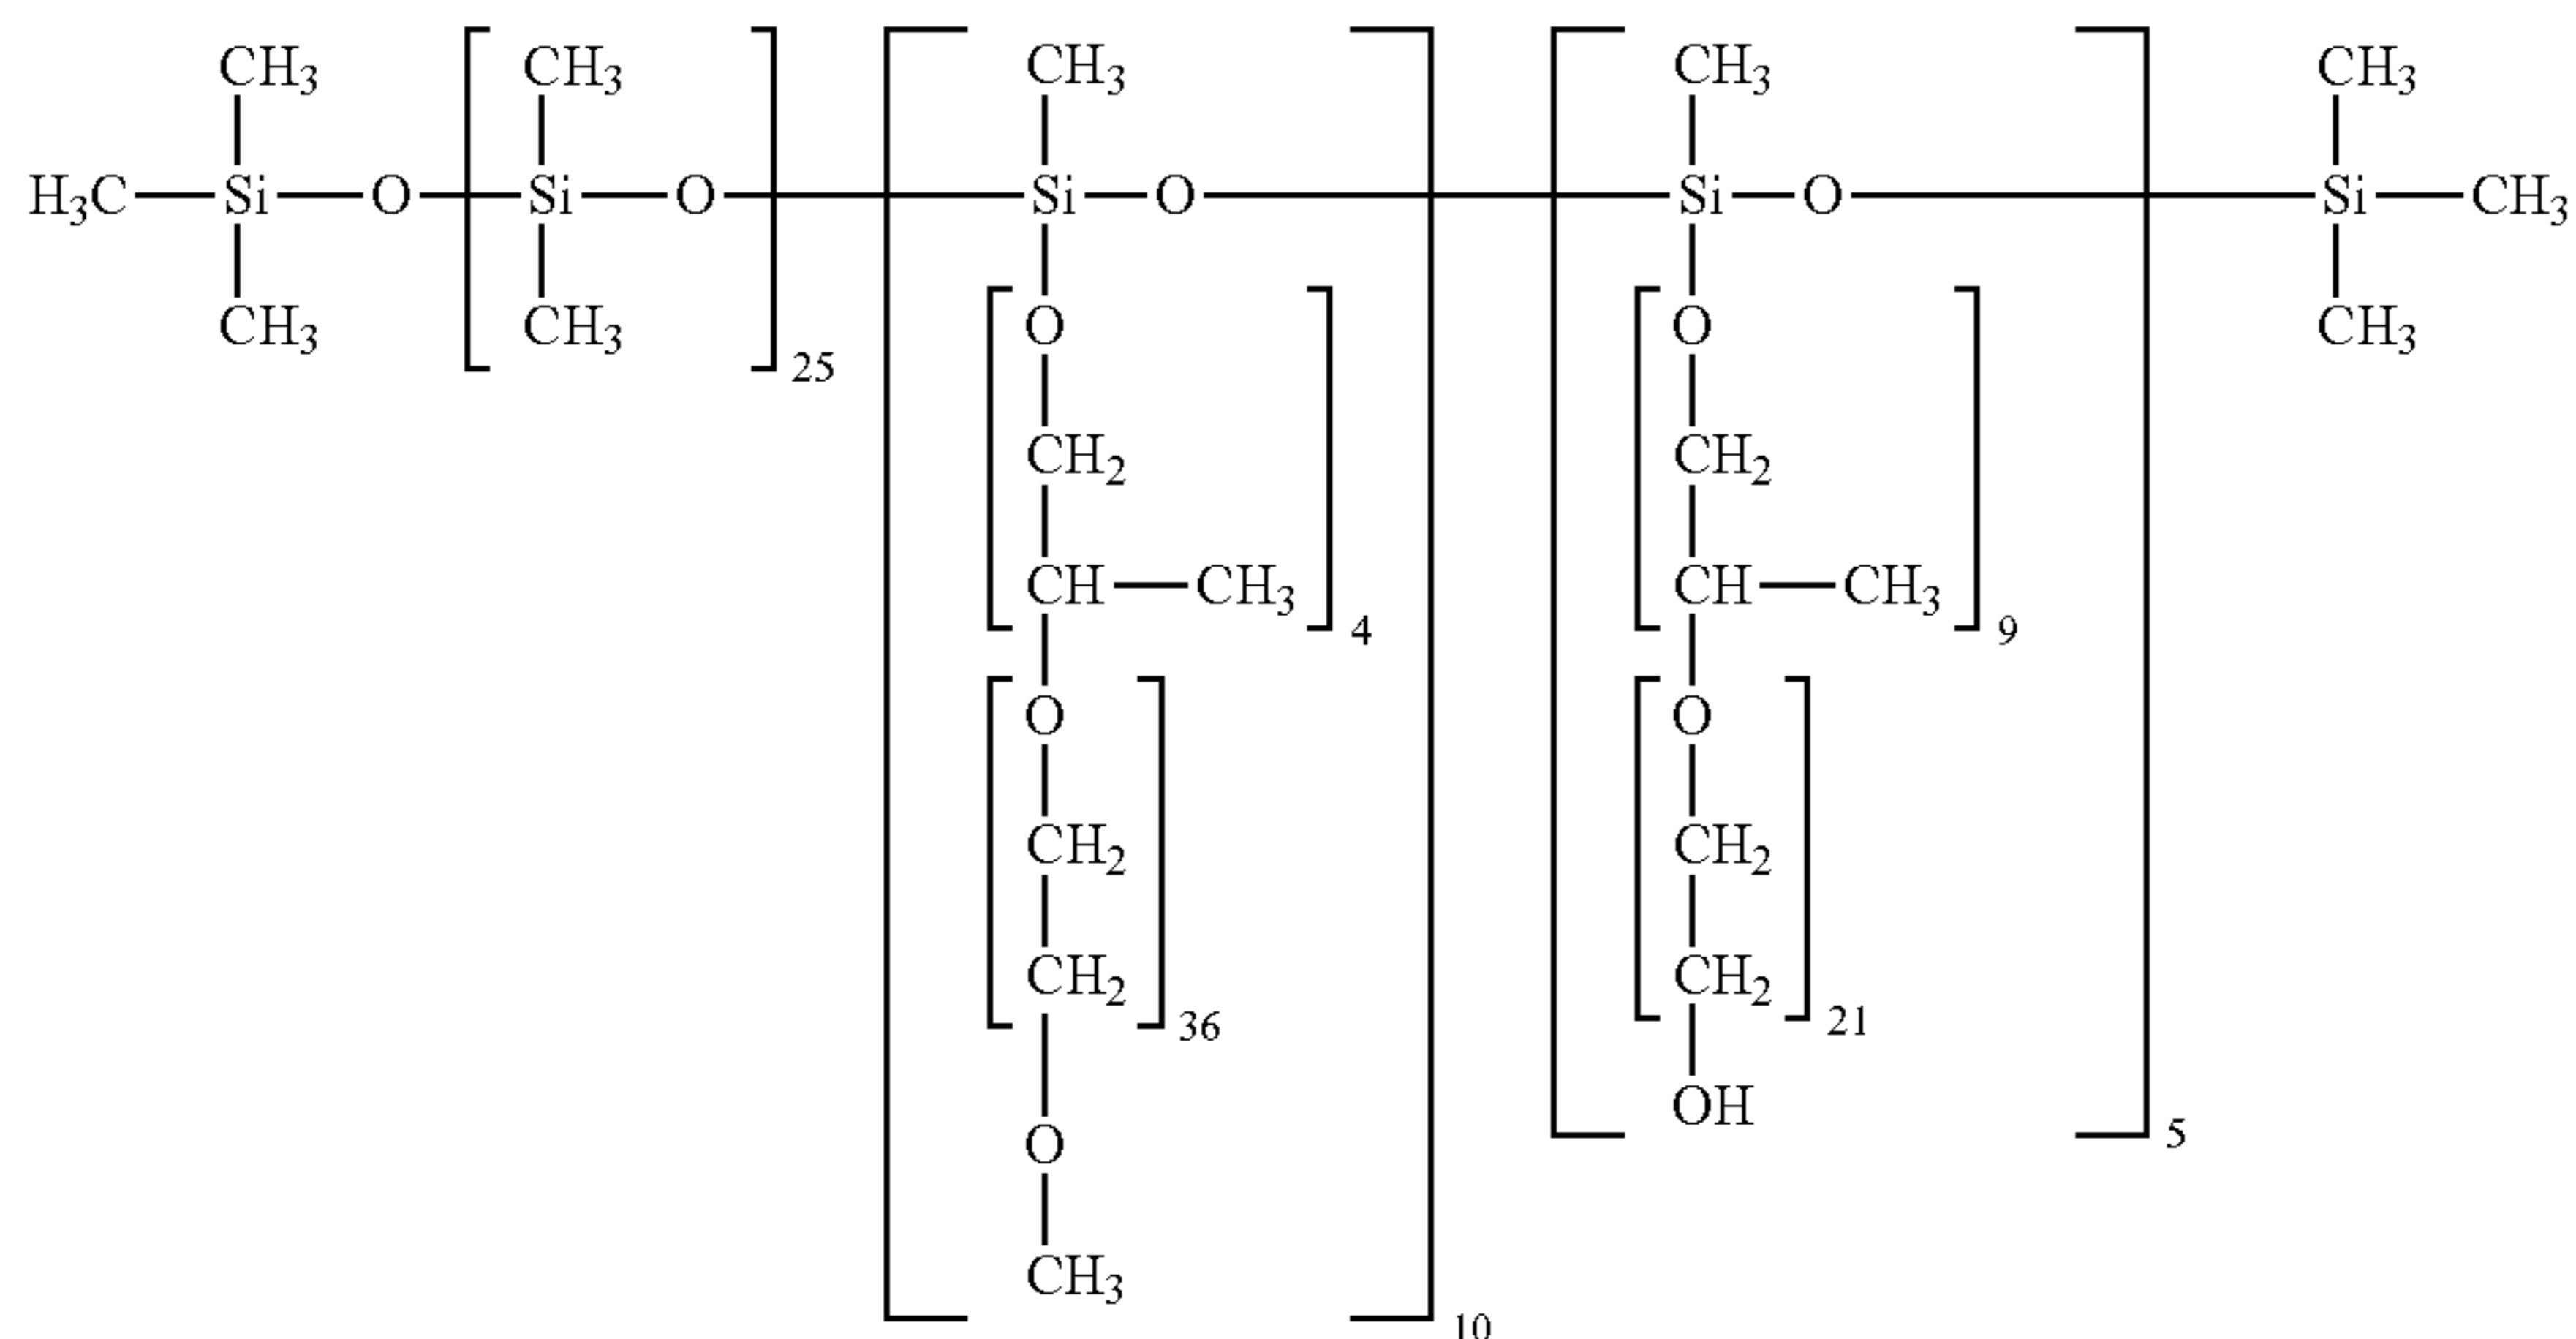 CH3 CH3 CH3 CH3 CH3
H3C Si O Si O Si O Si O Si CH3
CH3 CH3 O O CH3
25
CH2 CH2
CH CH3 CH CH3
4 9
O O
CH2 CH2
CH2 CH2
36 21
OH
O 5
CH3
10